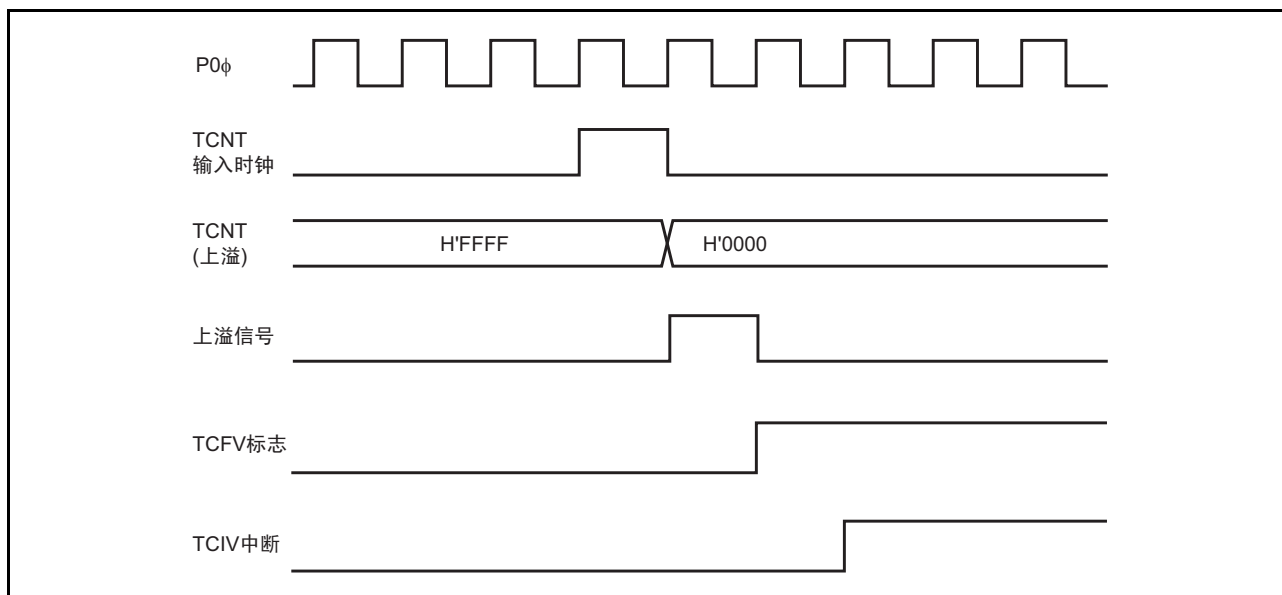 P0ϕ
TCNT
输入时钟
TCNT
(上溢)
H'FFFF
H'0000
上溢信号
TCFV标志
TCIV中断